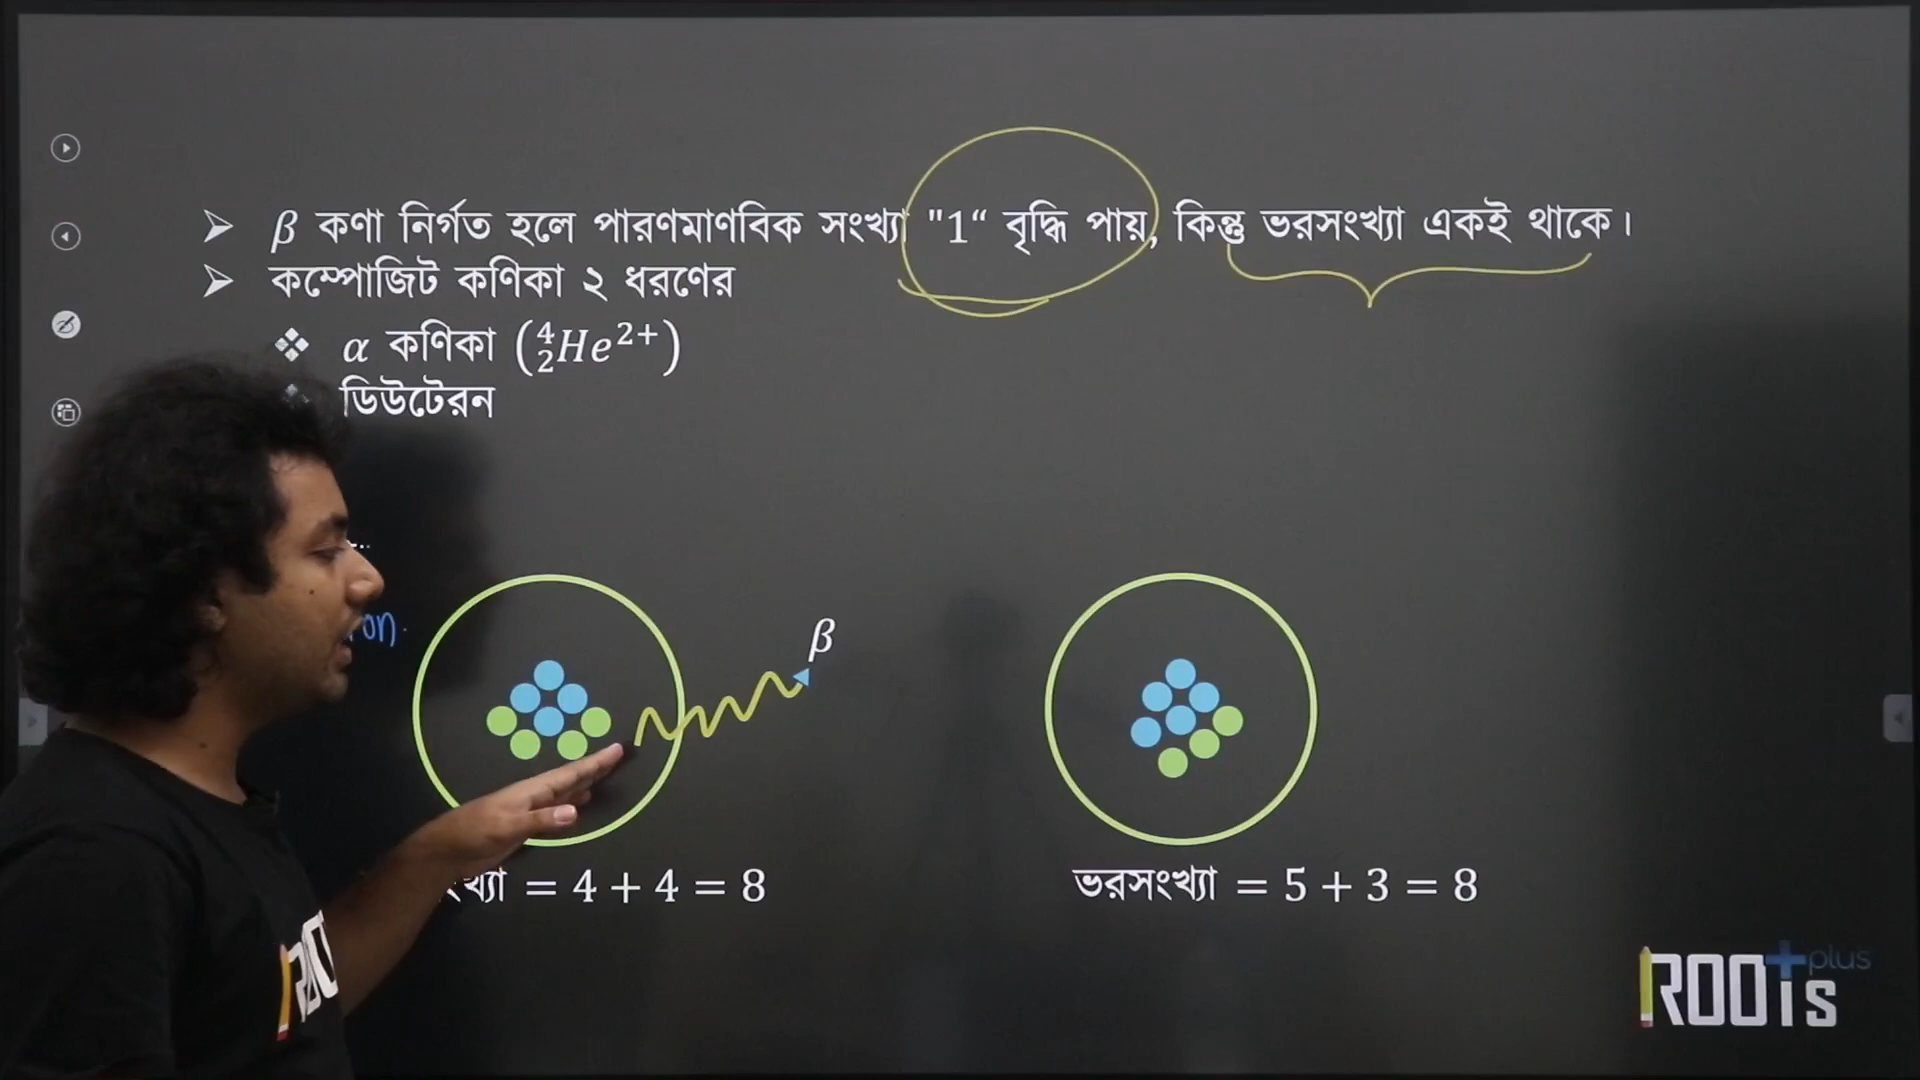 ➢ β কণা নির্গত হলে পারণমাণবিক সংখ্যা "1“ বৃদ্ধি পায়, কিন্তু ভরসংখ্যা একই থাকে।
➢ কম্পোজিট কণিকা ২ ধরণের
❖ α কণিকা (⁴₂He²⁺)
ডিউটেরন
on.
β
= 4 + 4 = 8
ভরসংখ্যা = 5 + 3 = 8
ROOTs plus